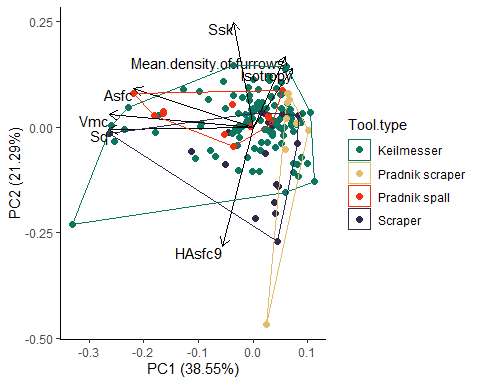 0.25
0.00
-0.25
-0.50
PC2 (21.29%)
Ssk
Mean.density.of.furrows
Isotropy
Asfc
Vmc
Sq
HAsfc9
-0.3
-0.2
-0.1
0.0
0.1
PC1 (38.55%)
Tool.type
Keilmesser
Pradnik scraper
Pradnik spall
Scraper